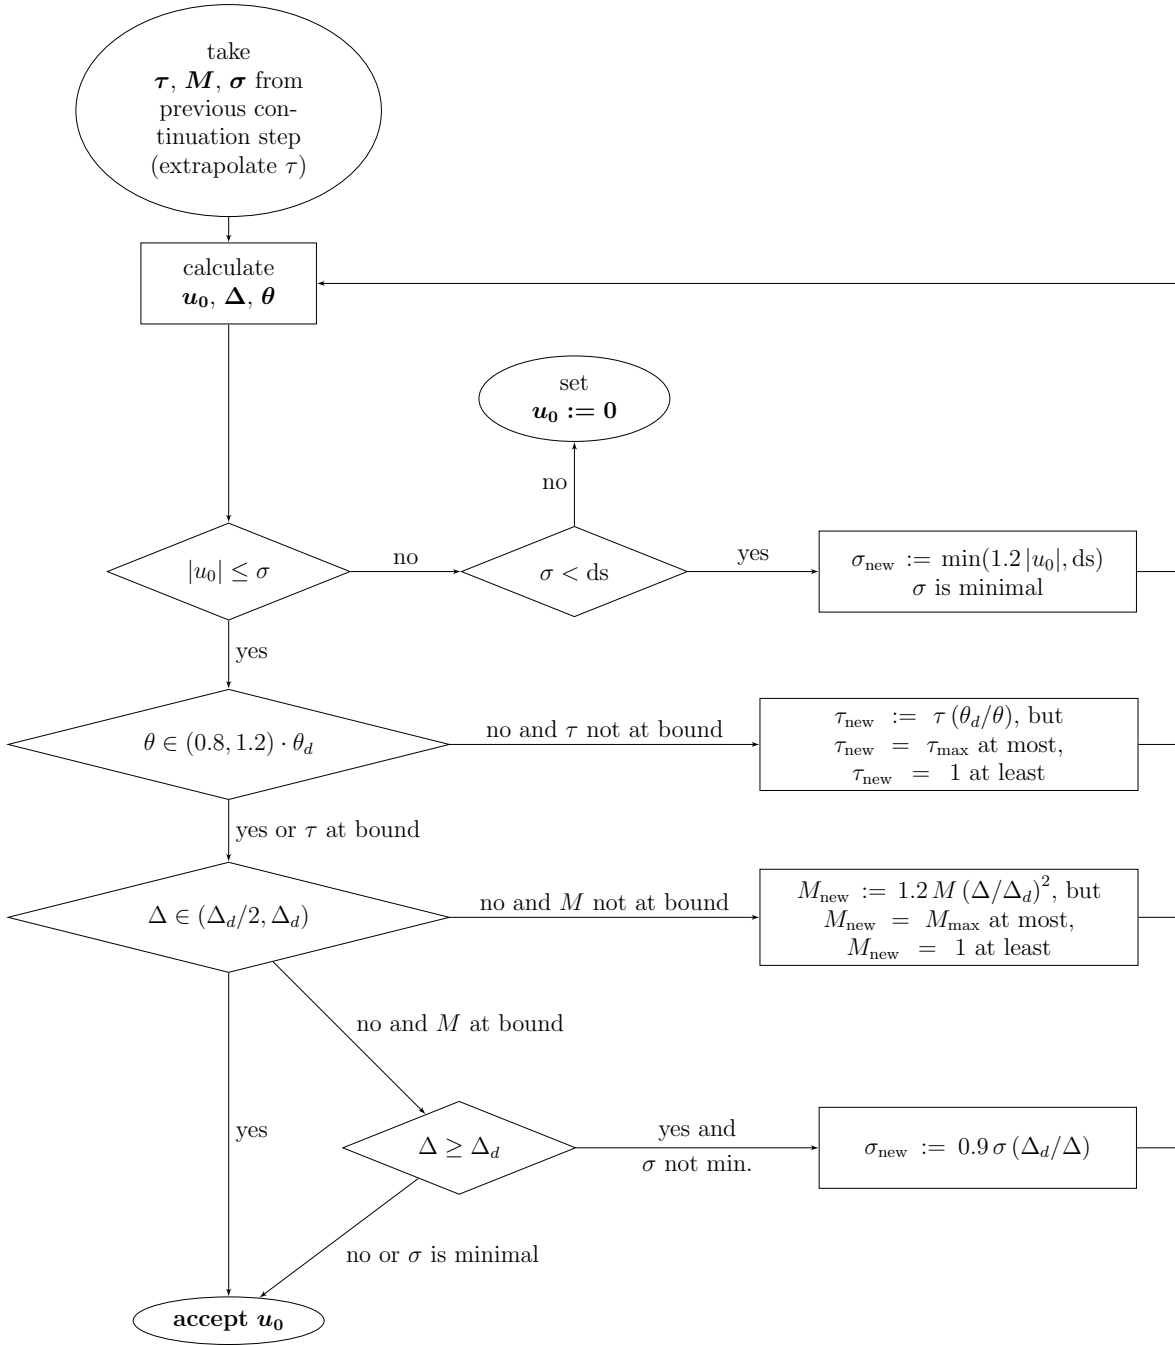 take
τ, M, σ from
previous con-
tinuation step
(extrapolate τ)
calculate
u₀, Δ, θ
set
u₀ := 0
no
|u₀| ≤ σ
no
σ < ds
yes
σ_new := min(1.2 |u₀|, ds)
σ is minimal
yes
θ ∈ (0.8, 1.2) · θ_d
no and τ not at bound
τ_new := τ (θ_d/θ), but
τ_new = τ_max at most,
τ_new = 1 at least
yes or τ at bound
Δ ∈ (Δ_d/2, Δ_d)
no and M not at bound
M_new := 1.2 M (Δ/Δ_d)², but
M_new = M_max at most,
M_new = 1 at least
no and M at bound
yes
Δ ≥ Δ_d
yes and
σ not min.
σ_new := 0.9 σ (Δ_d/Δ)
no or σ is minimal
accept u₀